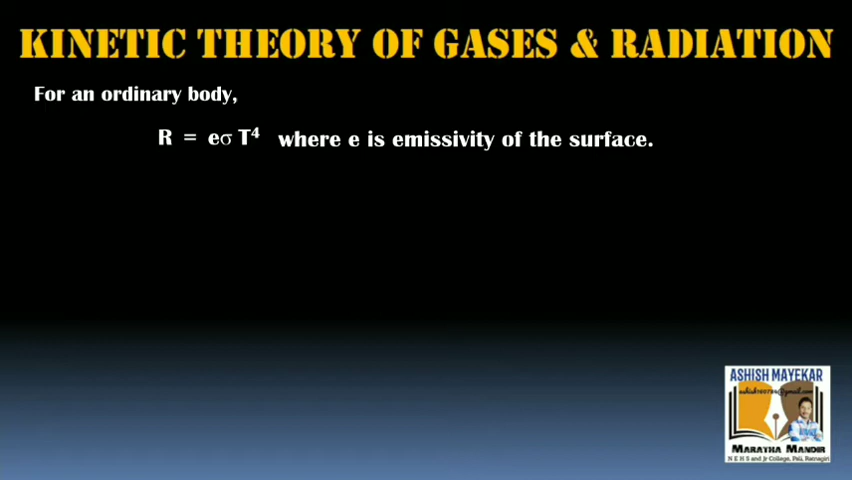 KINETIC THEORY OF GASES & RADIATION
For an ordinary body,
R = eσ T⁴ where e is emissivity of the surface.
ASHISH MAYEKAR
MARATHA MANDIR
N E H S and Jr College, Pali, Ratnagiri